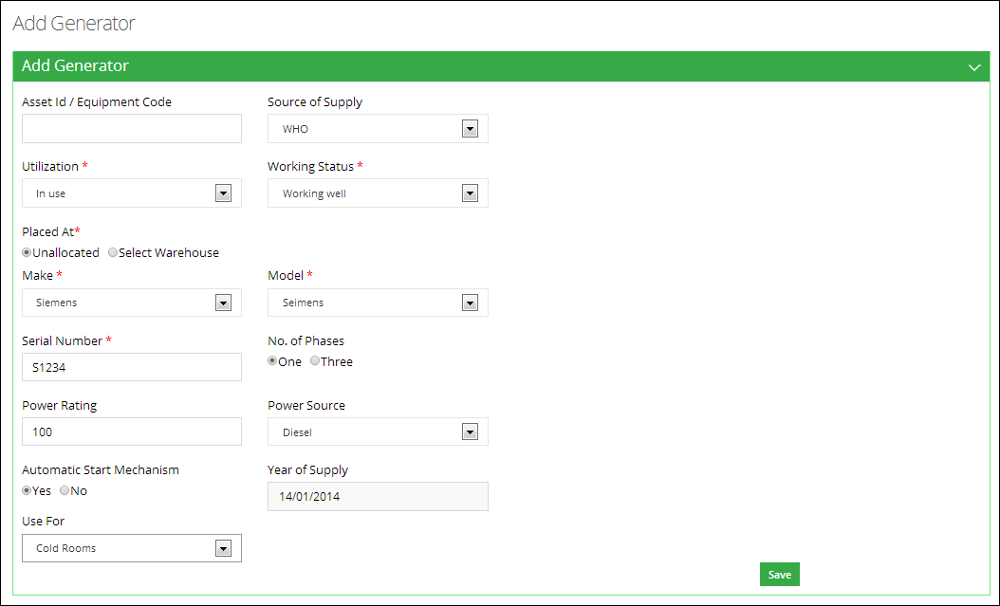 Add Generator
Add Generator
Asset Id / Equipment Code
Source of Supply
WHO
Utilization *
Working Status *
In use
Working well
Placed At*
Unallocated
Select Warehouse
Make *
Model *
Siemens
Seimens
Serial Number *
No. of Phases
S1234
One
Three
Power Rating
Power Source
100
Diesel
Automatic Start Mechanism
Year of Supply
Yes
No
14/01/2014
Use For
Cold Rooms
Save